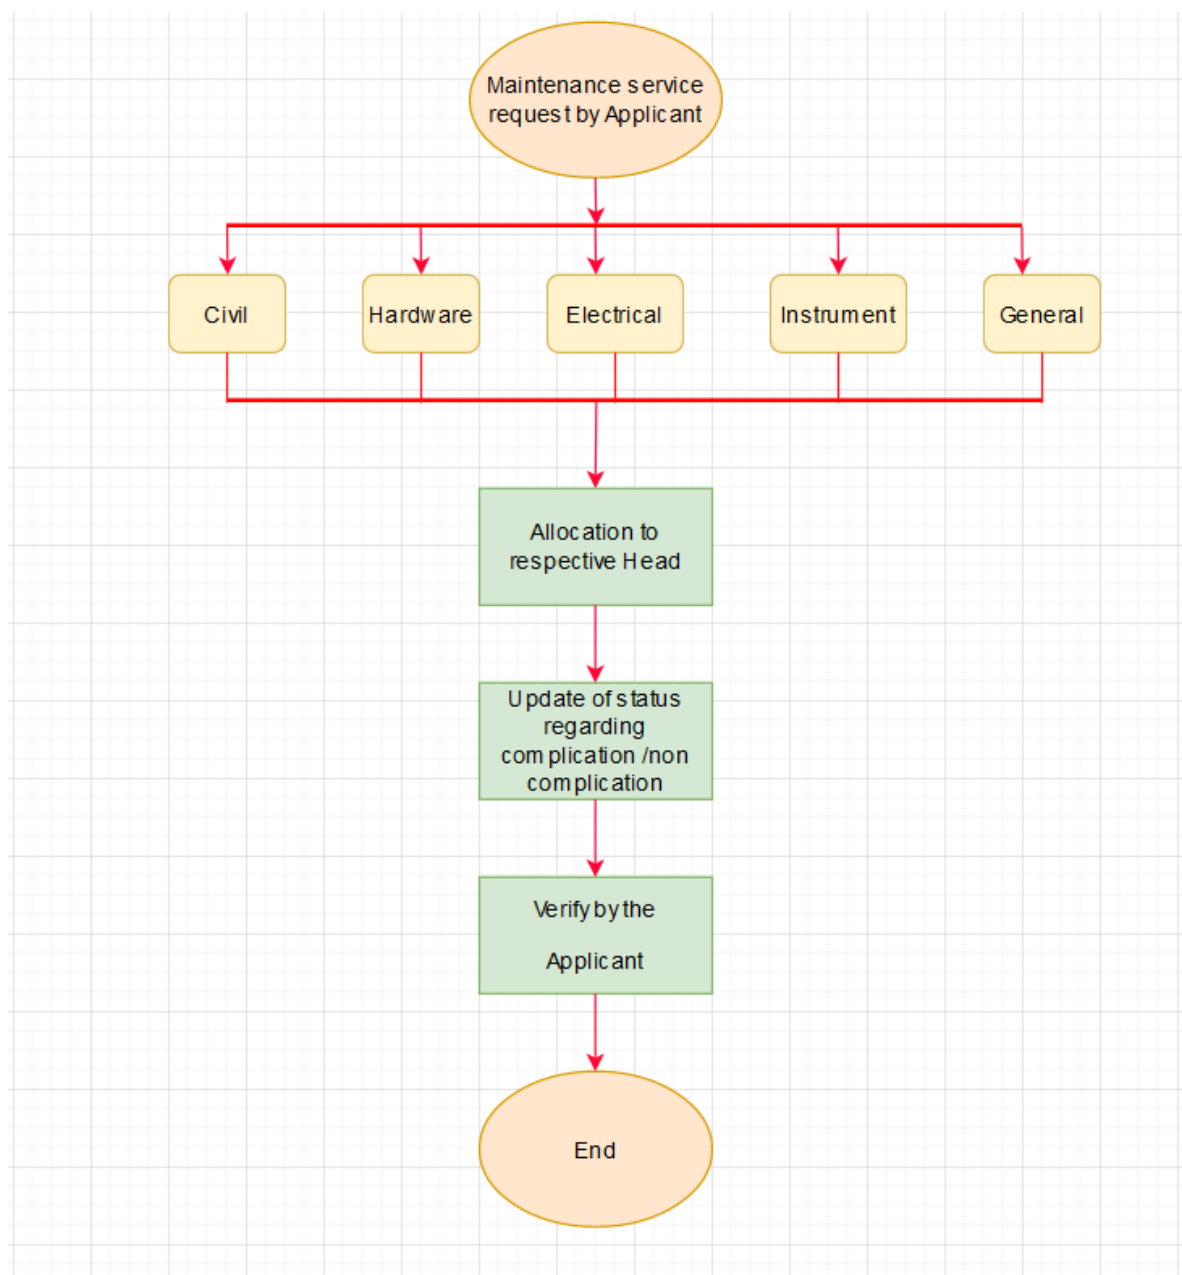 Maintenance service
request by Applicant
Civil
Hardware
Electrical
Instrument
General
Allocation to
respective Head
Update of status
regarding
complication /non
complication
Verify by the
Applicant
End